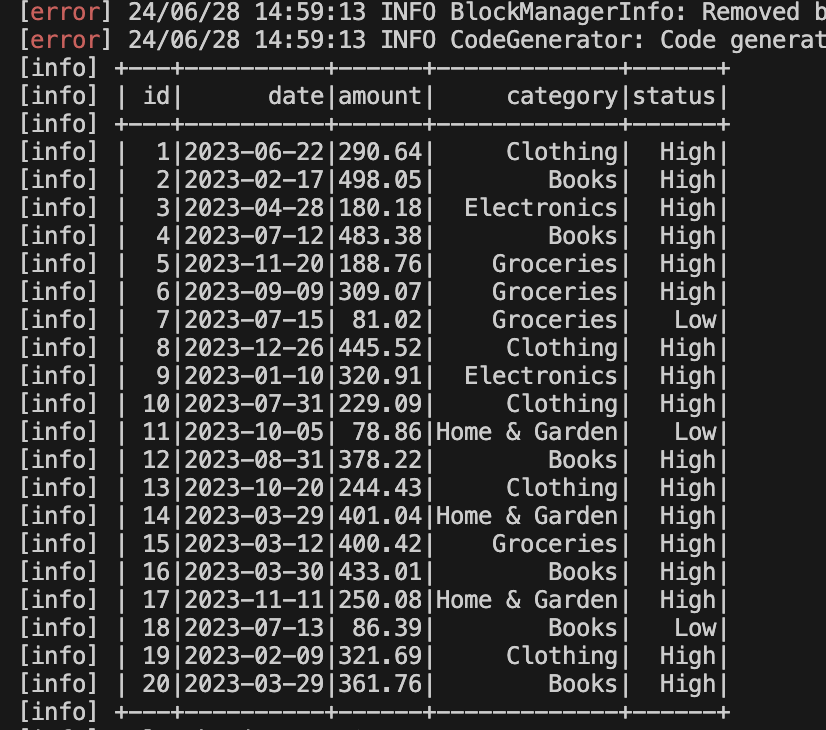 [error] 24/06/28 14:59:13 INFO BlockManagerInfo: Removed
[error] 24/06/28 14:59:13 INFO CodeGenerator: Code
[info] +---+----------+------+-------------+------+
[info] | id|      date|amount|     category|status|
[info] +---+----------+------+-------------+------+
[info] |  1|2023-06-22|290.64|     Clothing|  High|
[info] |  2|2023-02-17|498.05|        Books|  High|
[info] |  3|2023-04-28|180.18|  Electronics|  High|
[info] |  4|2023-07-12|483.38|        Books|  High|
[info] |  5|2023-11-20|188.76|    Groceries|  High|
[info] |  6|2023-09-09|309.07|    Groceries|  High|
[info] |  7|2023-07-15| 81.02|    Groceries|   Low|
[info] |  8|2023-12-26|445.52|     Clothing|  High|
[info] |  9|2023-01-10|320.91|  Electronics|  High|
[info] | 10|2023-07-31|229.09|     Clothing|  High|
[info] | 11|2023-10-05| 78.86|Home & Garden|   Low|
[info] | 12|2023-08-31|378.22|        Books|  High|
[info] | 13|2023-10-20|244.43|     Clothing|  High|
[info] | 14|2023-03-29|401.04|Home & Garden|  High|
[info] | 15|2023-03-12|400.42|    Groceries|  High|
[info] | 16|2023-03-30|433.01|        Books|  High|
[info] | 17|2023-11-11|250.08|Home & Garden|  High|
[info] | 18|2023-07-13| 86.39|        Books|   Low|
[info] | 19|2023-02-09|321.69|     Clothing|  High|
[info] | 20|2023-03-29|361.76|        Books|  High|
[info] +---+----------+------+-------------+------+